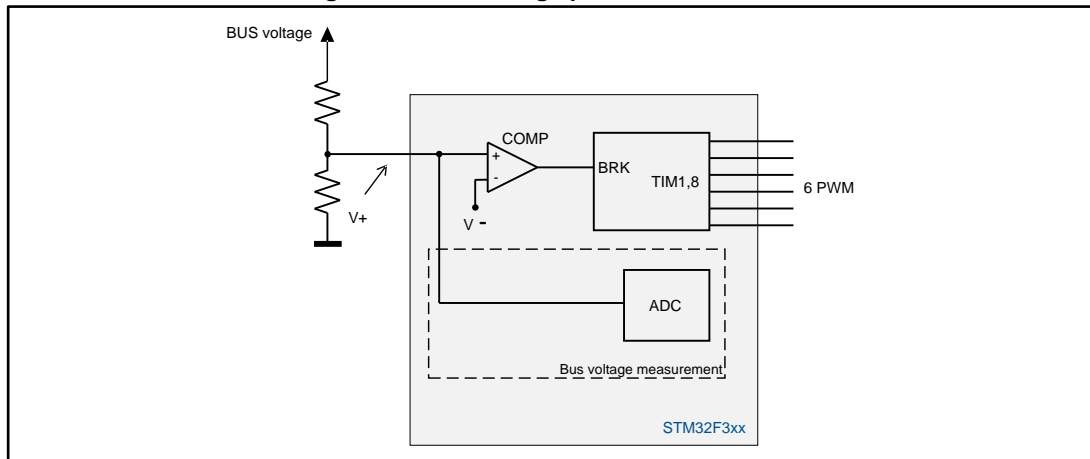 BUS voltage
COMP
+
-
BRK
TIM1,8
6 PWM
V+
V -
ADC
Bus voltage measurement
STM32F3xx